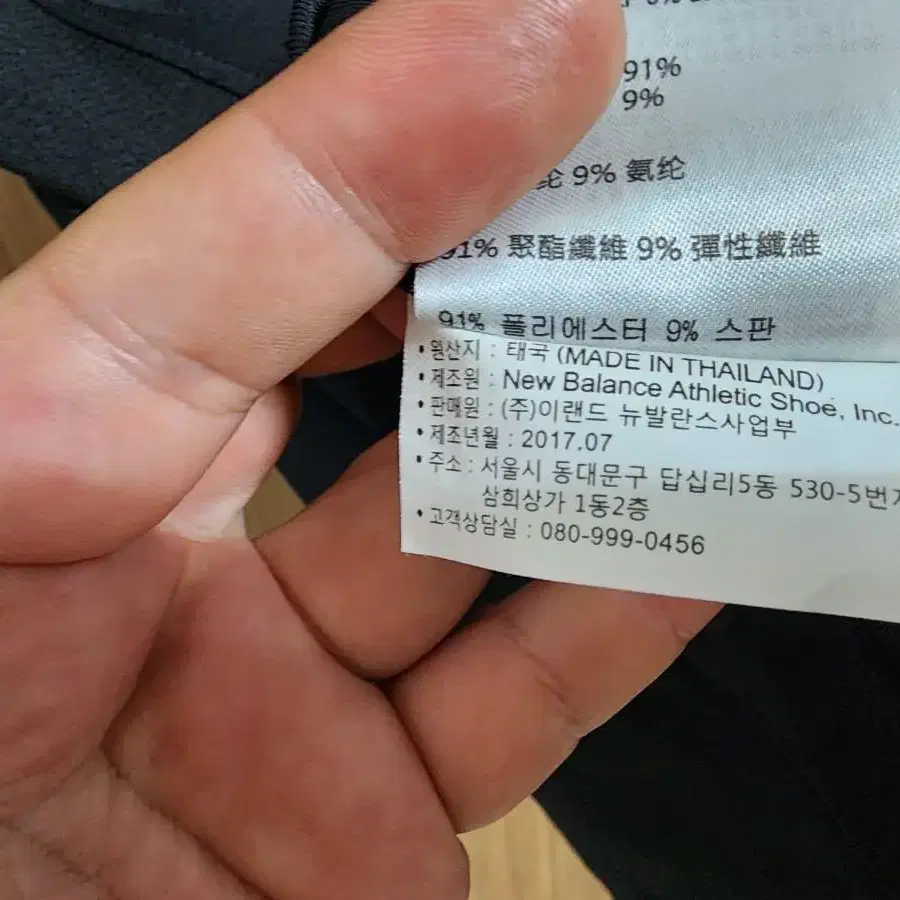 91%
9%
纶 9% 氨纶
91% 聚酯纖維 9% 彈性纖維
91% 폴리에스터 9% 스판
• 원산지 : 태국 (MADE IN THAILAND)
• 제조원 : New Balance Athletic Shoe, Inc.
• 판매원 : (주)이랜드 뉴발란스사업부
• 제조년월 : 2017.07
• 주소 : 서울시 동대문구 답십리5동 530-5번지
삼희상가 1동2층
• 고객상담실 : 080-999-0456